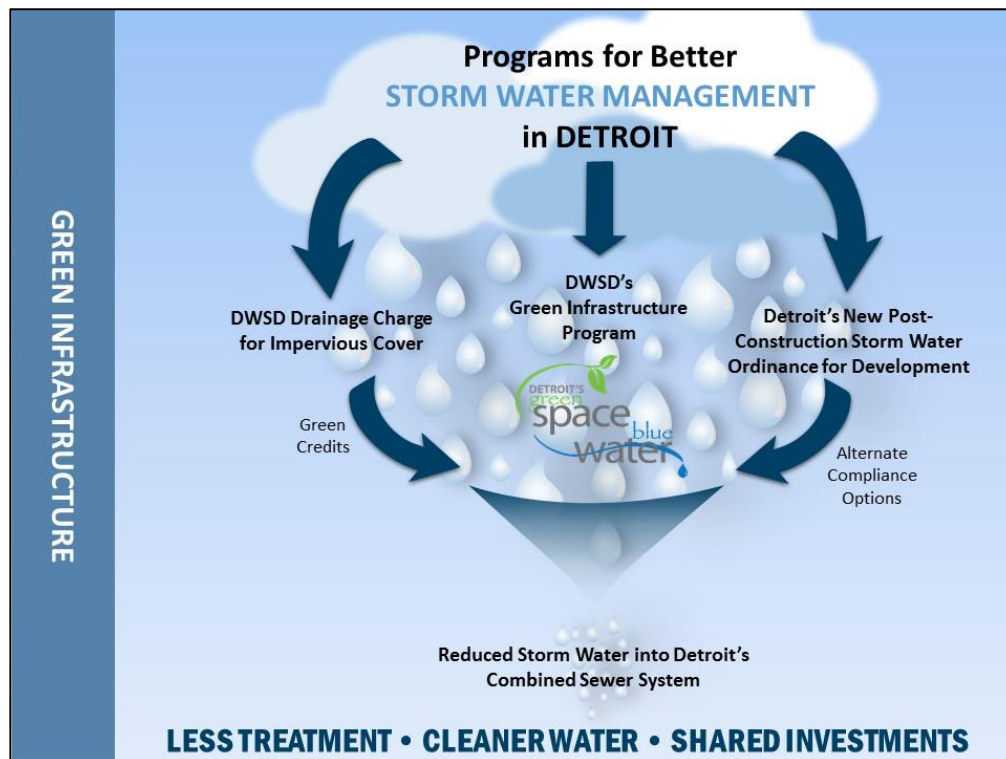 GREEN INFRASTRUCTURE
Programs for Better
STORM WATER MANAGEMENT
in DETROIT
DWSD Drainage Charge
for Impervious Cover
DWSD's
Green Infrastructure
Program
Detroit's New Post-
Construction Storm Water
Ordinance for Development
Green
Credits
DETROIT'S
green
space
blue
water
Alternate
Compliance
Options
Reduced Storm Water into Detroit's
Combined Sewer System
LESS TREATMENT • CLEANER WATER • SHARED INVESTMENTS